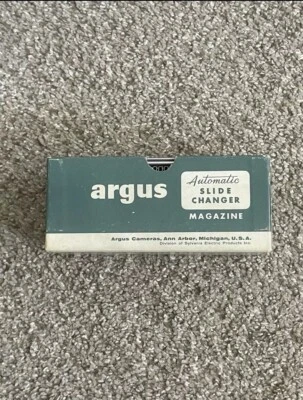 argus
Automatic
SLIDE
CHANGER
MAGAZINE
Argus Cameras, Ann Arbor, Michigan, U.S.A.
Division of Sylvania Electric Products Inc.